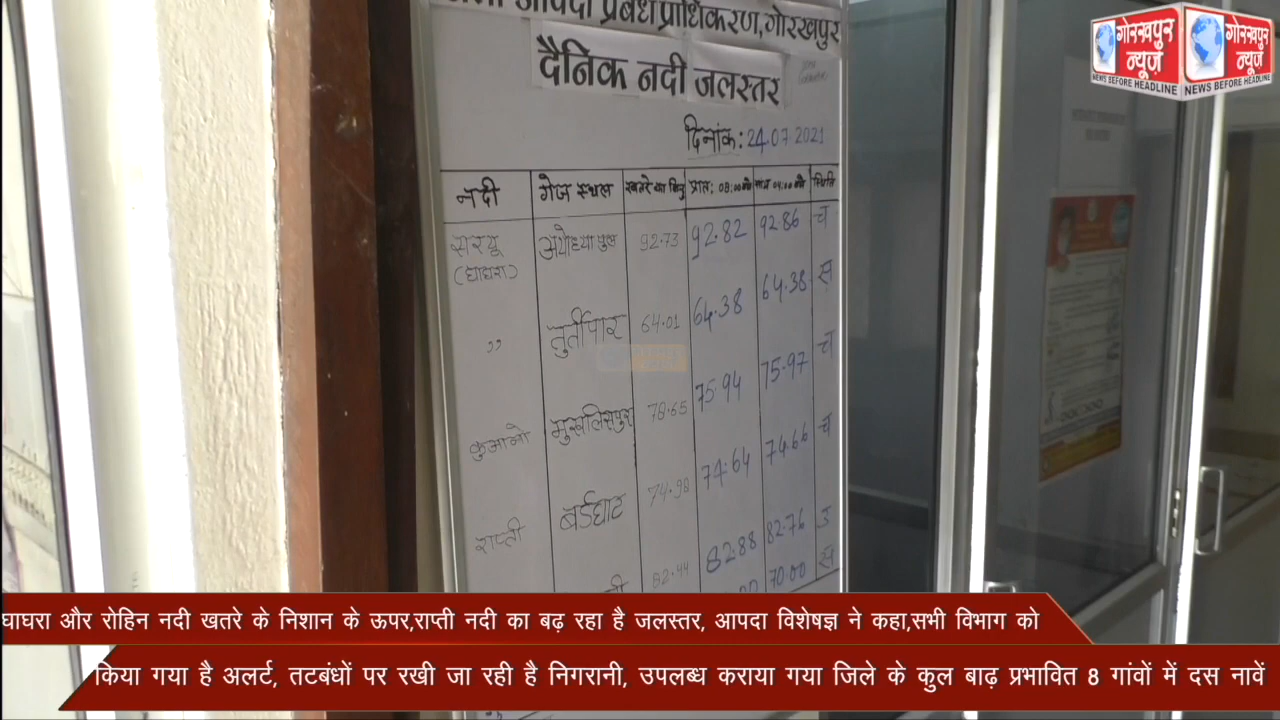 जिला आपदा प्रबंध प्राधिकरण,गोरखपुर
दैनिक नदी जलस्तर
दिनांक: 24.07.2021
नदी गेज स्थल खतरे का बिन्दु प्रात: 08:00 बजे सायं 04:00 बजे स्थिति
सरयू अयोध्या पुल 92.73 92.82 92.86 च
(घाघरा)
,, तुर्तीपार 64.01 64.38 64.38 स
कुआनो मुखलिसपुर 78.65 75.94 75.97 च
राप्ती बर्डघाट 74.98 74.64 74.66 च
82.44 82.88 82.76 उ
70.00 स
गोरखपुर न्यूज़
NEWS BEFORE HEADLINE
गोरखपुर न्यूज़
NEWS BEFORE HEADLINE
घाघरा और रोहिन नदी खतरे के निशान के ऊपर,राप्ती नदी का बढ़ रहा है जलस्तर, आपदा विशेषज्ञ ने कहा,सभी विभाग को
किया गया है अलर्ट, तटबंधों पर रखी जा रही है निगरानी, उपलब्ध कराया गया जिले के कुल बाढ़ प्रभावित 8 गांवों में दस नावें